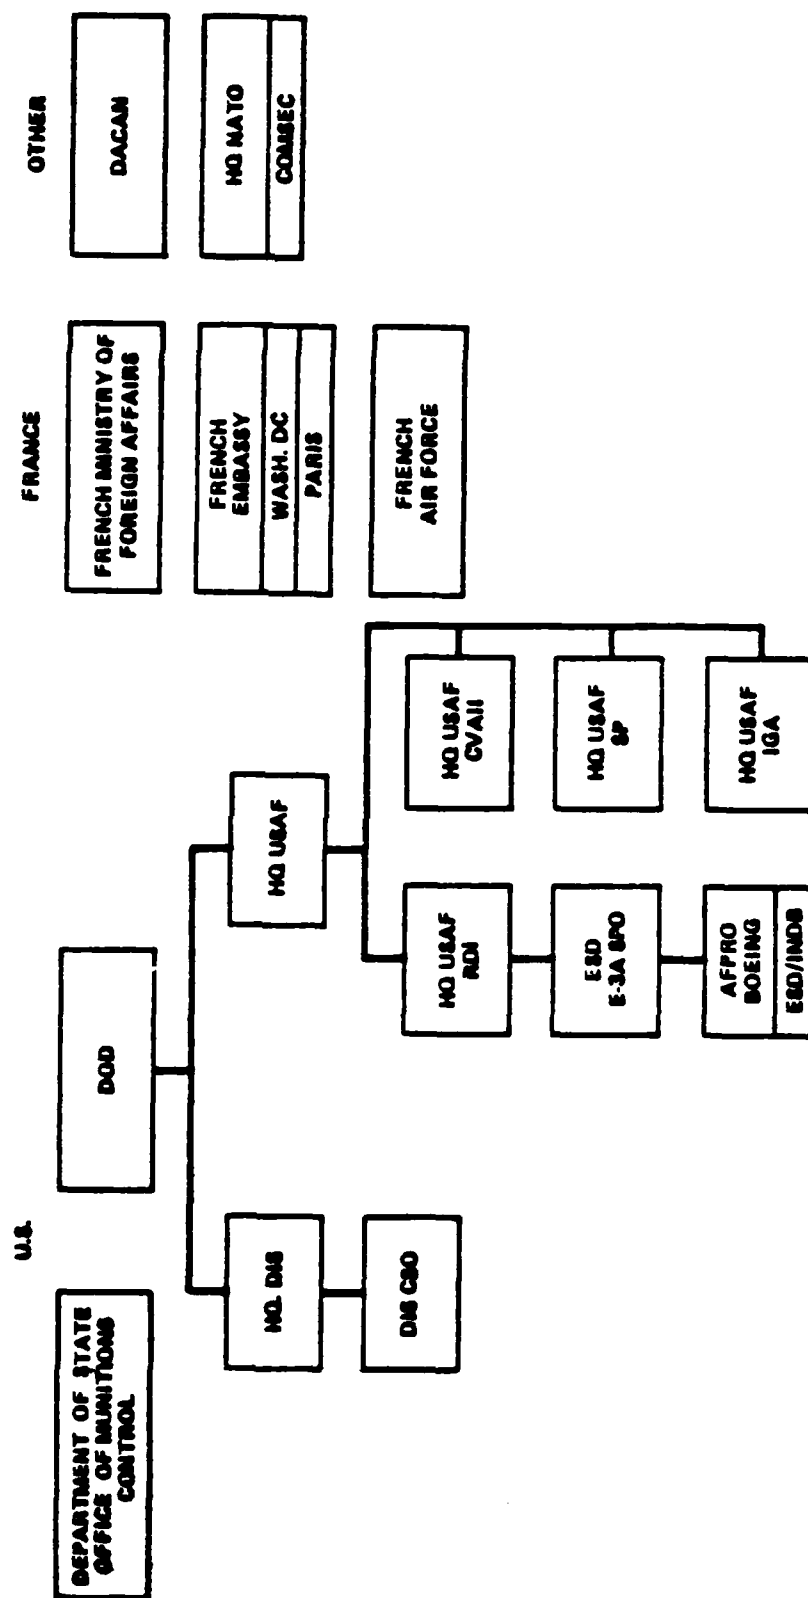 U.S.
FRANCE
OTHER
DEPARTMENT OF STATE
OFFICE OF MUNITIONS
CONTROL
DOD
FRENCH MINISTRY OF
FOREIGN AFFAIRS
DACAN
HQ. DIS
HQ USAF
FRENCH
EMBASSY
WASH. DC
PARIS
HQ NATO
COMSEC
DIS CSO
HQ USAF
RDI
HQ USAF
CVAII
FRENCH
AIR FORCE
ESD
E-3A SPO
HQ USAF
SP
AFPRO
BOEING
ESD/INDB
HQ USAF
IGA